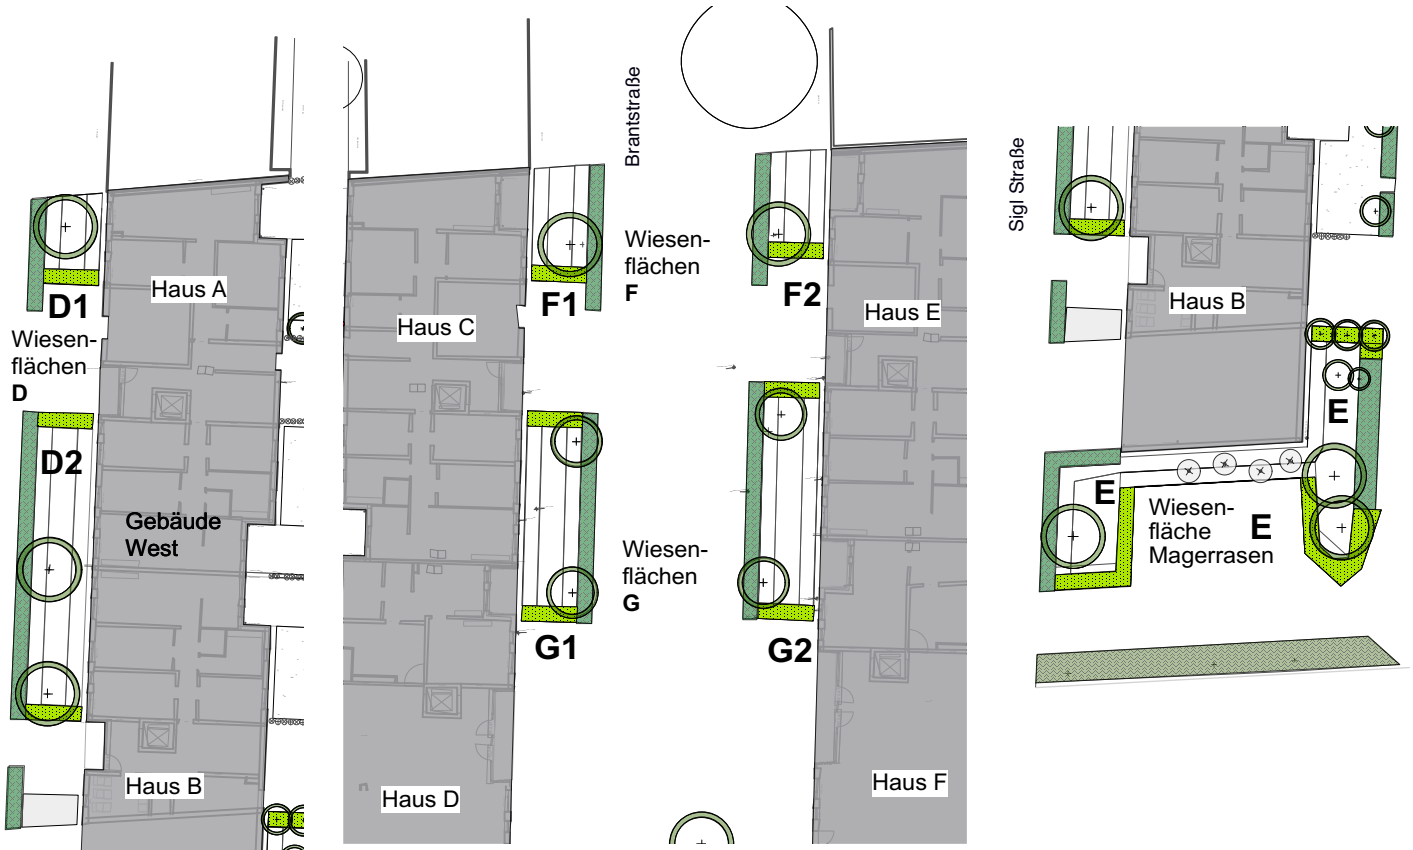 D1
Haus A
Wiesen-
flächen
D
D2
Gebäude
West
Haus B
Brantstraße
F1
Wiesen-
flächen
F
F2
Haus C
Haus E
Wiesen-
flächen
G
G1
G2
Haus D
Haus F
Sigl Straße
Haus B
E
E
Wiesen-
fläche E
Magerrasen